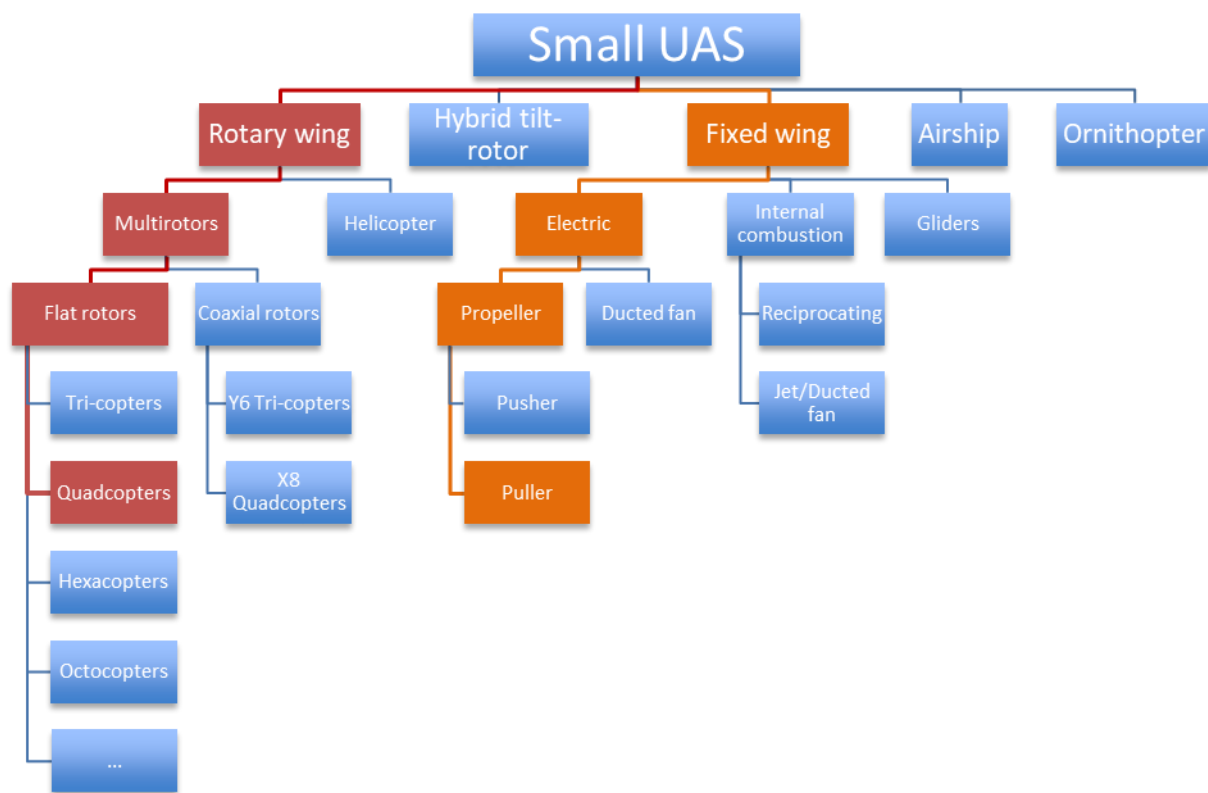 Small UAS
Rotary wing
Hybrid tilt-
rotor
Fixed wing
Airship
Ornithopter
Multirotors
Helicopter
Electric
Internal
combustion
Gliders
Flat rotors
Coaxial rotors
Propeller
Ducted fan
Reciprocating
Tri-copters
Y6 Tri-copters
Pusher
Jet/Ducted
fan
Quadcopters
X8
Quadcopters
Puller
Hexacopters
Octocopters
...